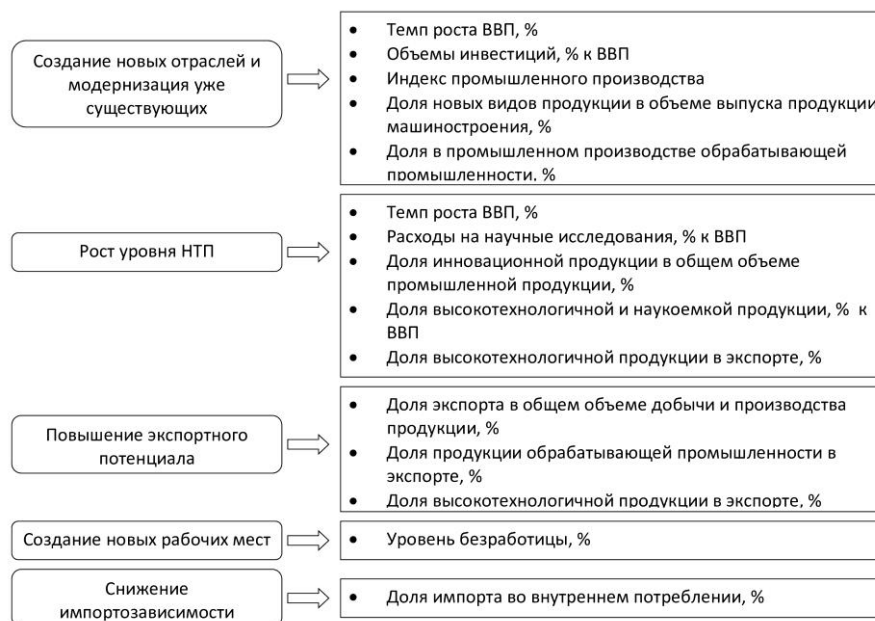 Создание новых отраслей и
модернизация уже
существующих
• Темп роста ВВП, %
• Объемы инвестиций, % к ВВП
• Индекс промышленного производства
• Доля новых видов продукции в объеме выпуска продукции
машиностроения, %
• Доля в промышленном производстве обрабатывающей
промышленности, %
Рост уровня НТП
• Темп роста ВВП, %
• Расходы на научные исследования, % к ВВП
• Доля инновационной продукции в общем объеме
промышленной продукции, %
• Доля высокотехнологичной и наукоемкой продукции, % к
ВВП
• Доля высокотехнологичной продукции в экспорте, %
Повышение экспортного
потенциала
• Доля экспорта в общем объеме добычи и производства
продукции, %
• Доля продукции обрабатывающей промышленности в
экспорте, %
• Доля высокотехнологичной продукции в экспорте, %
Создание новых рабочих мест
• Уровень безработицы, %
Снижение
импортозависимости
• Доля импорта во внутреннем потреблении, %